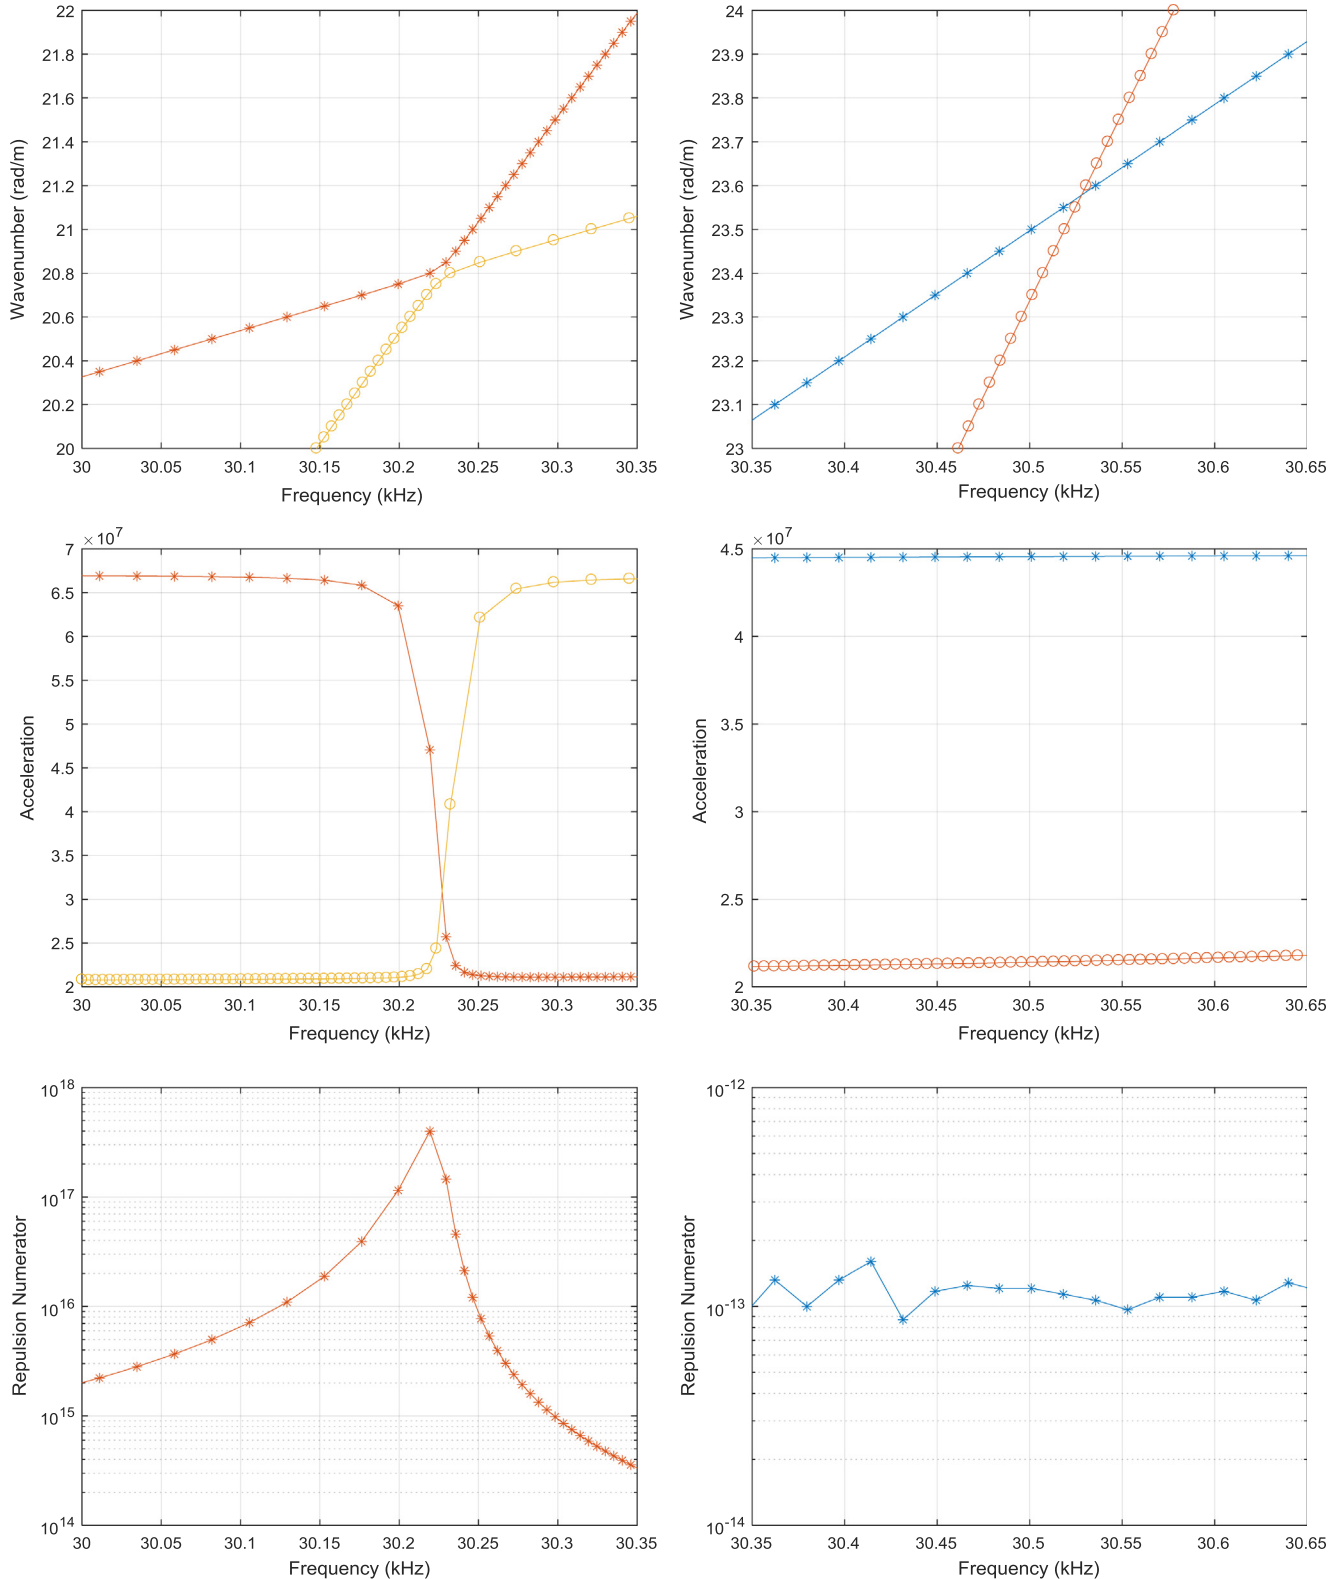 22
21.8
21.6
21.4
21.2
21
20.8
20.6
20.4
20.2
20
Wavenumber (rad/m)
30 30.05 30.1 30.15 30.2 30.25 30.3 30.35
Frequency (kHz)
24
23.9
23.8
23.7
23.6
23.5
23.4
23.3
23.2
23.1
23
Wavenumber (rad/m)
30.35 30.4 30.45 30.5 30.55 30.6 30.65
Frequency (kHz)
×10^7
7
6.5
6
5.5
5
4.5
4
3.5
3
2.5
2
Acceleration
30 30.05 30.1 30.15 30.2 30.25 30.3 30.35
Frequency (kHz)
×10^7
4.5
4
3.5
3
2.5
2
Acceleration
30.35 30.4 30.45 30.5 30.55 30.6 30.65
Frequency (kHz)
10^18
10^17
10^16
10^15
10^14
Repulsion Numerator
30 30.05 30.1 30.15 30.2 30.25 30.3 30.35
Frequency (kHz)
10^-12
10^-13
10^-14
Repulsion Numerator
30.35 30.4 30.45 30.5 30.55 30.6 30.65
Frequency (kHz)